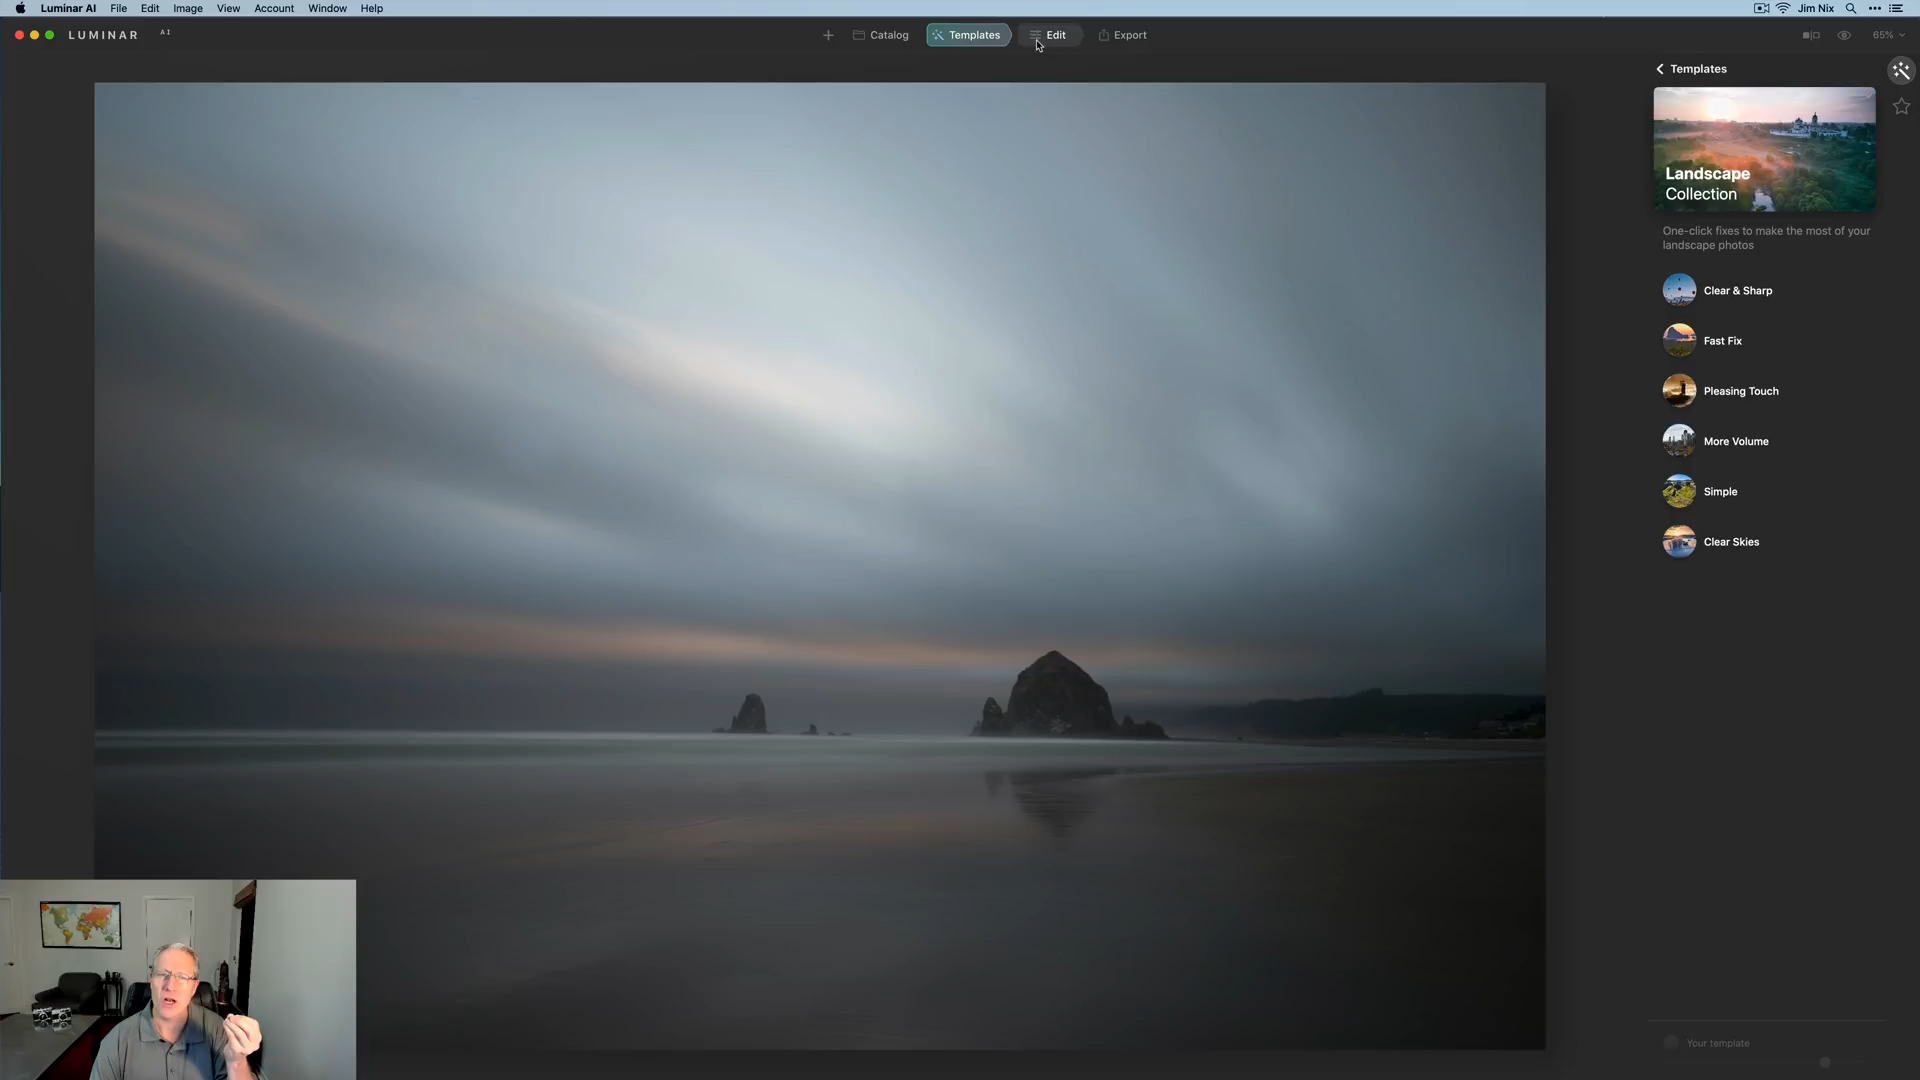 Luminar AI File Edit Image View Account Window Help Jim Nix
LUMINAR AI
+ Catalog Templates Edit Export 65%
Templates
Landscape
Collection
One-click fixes to make the most of your
landscape photos
Clear & Sharp
Fast Fix
Pleasing Touch
More Volume
Simple
Clear Skies
Your template